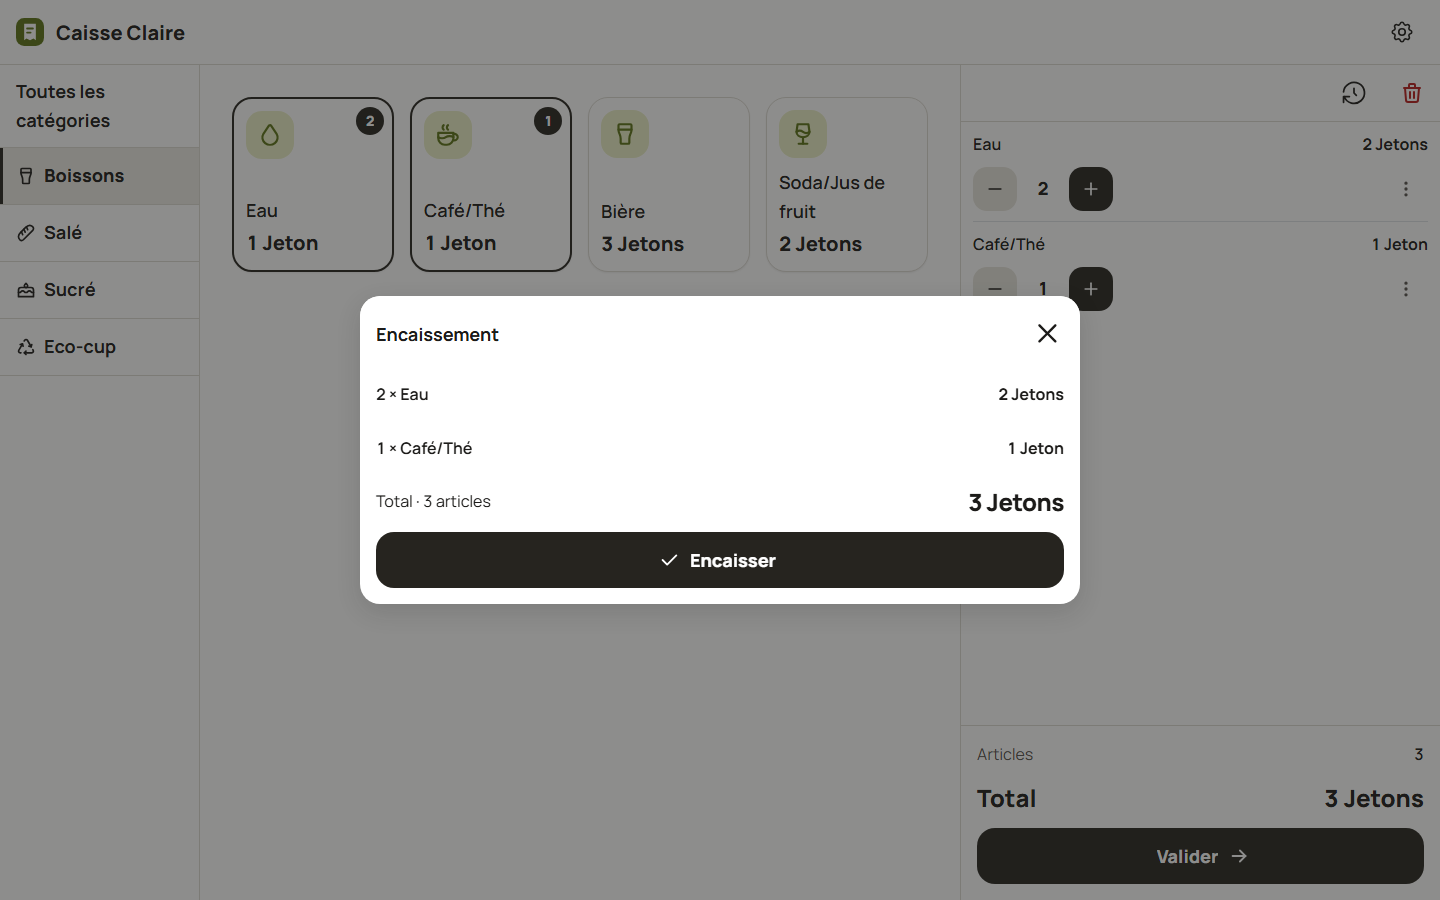 Caisse Claire
Toutes les
catégories
Boissons
Salé
Sucré
Eco-cup
2
Eau
1 Jeton
1
Café/Thé
1 Jeton
Bière
3 Jetons
Soda/Jus de
fruit
2 Jetons
Eau 2 Jetons
2
Café/Thé 1 Jeton
1
Encaissement
2 × Eau 2 Jetons
1 × Café/Thé 1 Jeton
Total · 3 articles 3 Jetons
Encaisser
Articles 3
Total 3 Jetons
Valider